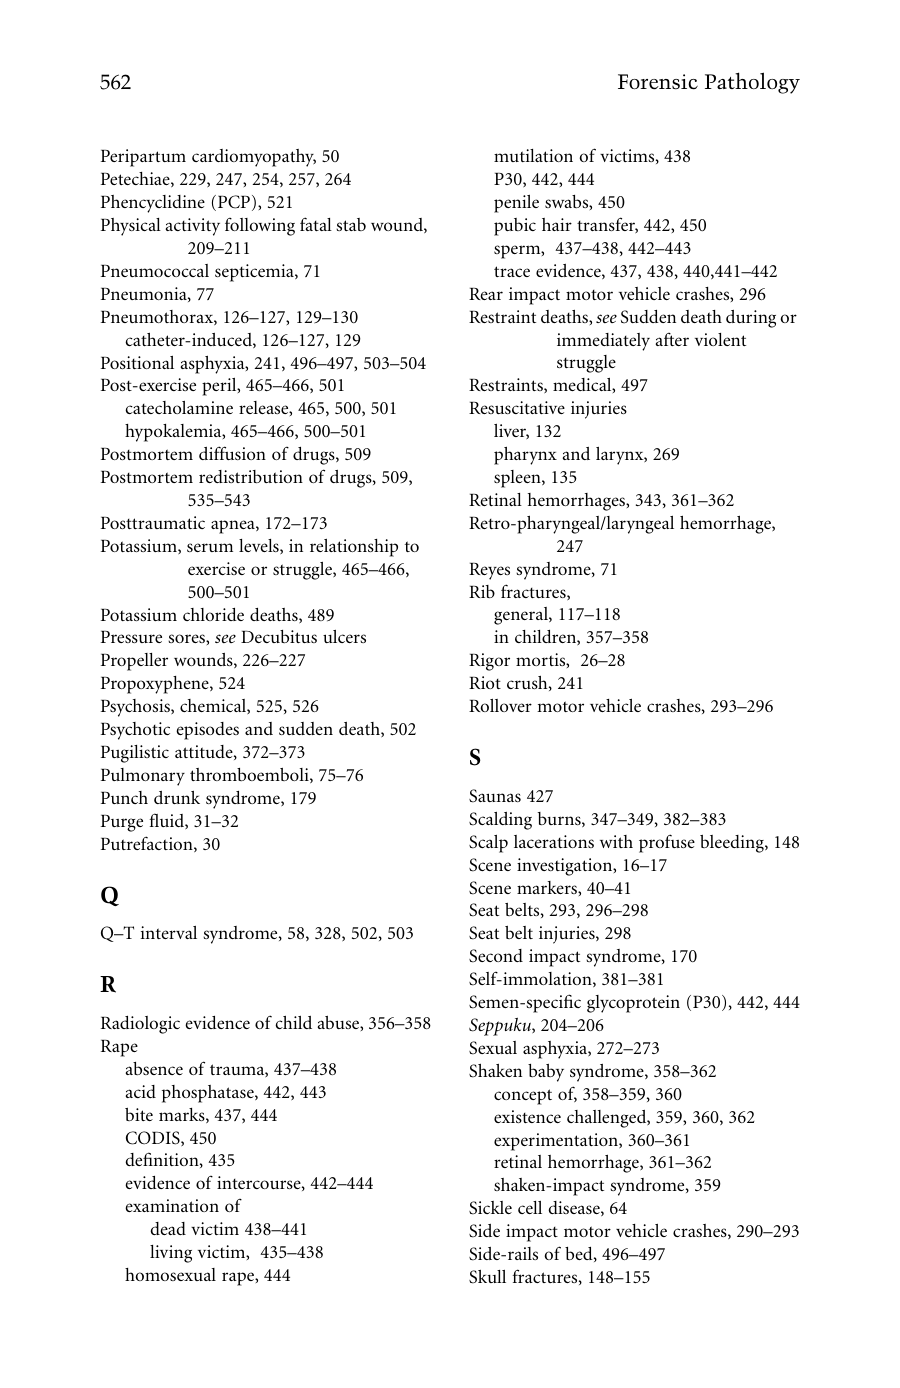 562
Forensic Pathology
Peripartum cardiomyopathy, 50
Petechiae, 229, 247, 254, 257, 264
Phencyclidine (PCP), 521
Physical activity following fatal stab wound,
209–211
Pneumococcal septicemia, 71
Pneumonia, 77
Pneumothorax, 126–127, 129–130
catheter-induced, 126–127, 129
Positional asphyxia, 241, 496–497, 503–504
Post-exercise peril, 465–466, 501
catecholamine release, 465, 500, 501
hypokalemia, 465–466, 500–501
Postmortem diffusion of drugs, 509
Postmortem redistribution of drugs, 509,
535–543
Posttraumatic apnea, 172–173
Potassium, serum levels, in relationship to
exercise or struggle, 465–466,
500–501
Potassium chloride deaths, 489
Pressure sores, see Decubitus ulcers
Propeller wounds, 226–227
Propoxyphene, 524
Psychosis, chemical, 525, 526
Psychotic episodes and sudden death, 502
Pugilistic attitude, 372–373
Pulmonary thromboemboli, 75–76
Punch drunk syndrome, 179
Purge fluid, 31–32
Putrefaction, 30
Q
Q–T interval syndrome, 58, 328, 502, 503
R
Radiologic evidence of child abuse, 356–358
Rape
absence of trauma, 437–438
acid phosphatase, 442, 443
bite marks, 437, 444
CODIS, 450
definition, 435
evidence of intercourse, 442–444
examination of
dead victim 438–441
living victim, 435–438
homosexual rape, 444
mutilation of victims, 438
P30, 442, 444
penile swabs, 450
pubic hair transfer, 442, 450
sperm, 437–438, 442–443
trace evidence, 437, 438, 440,441–442
Rear impact motor vehicle crashes, 296
Restraint deaths, see Sudden death during or
immediately after violent
struggle
Restraints, medical, 497
Resuscitative injuries
liver, 132
pharynx and larynx, 269
spleen, 135
Retinal hemorrhages, 343, 361–362
Retro-pharyngeal/laryngeal hemorrhage,
247
Reyes syndrome, 71
Rib fractures,
general, 117–118
in children, 357–358
Rigor mortis, 26–28
Riot crush, 241
Rollover motor vehicle crashes, 293–296
S
Saunas 427
Scalding burns, 347–349, 382–383
Scalp lacerations with profuse bleeding, 148
Scene investigation, 16–17
Scene markers, 40–41
Seat belts, 293, 296–298
Seat belt injuries, 298
Second impact syndrome, 170
Self-immolation, 381–381
Semen-specific glycoprotein (P30), 442, 444
Seppuku, 204–206
Sexual asphyxia, 272–273
Shaken baby syndrome, 358–362
concept of, 358–359, 360
existence challenged, 359, 360, 362
experimentation, 360–361
retinal hemorrhage, 361–362
shaken-impact syndrome, 359
Sickle cell disease, 64
Side impact motor vehicle crashes, 290–293
Side-rails of bed, 496–497
Skull fractures, 148–155